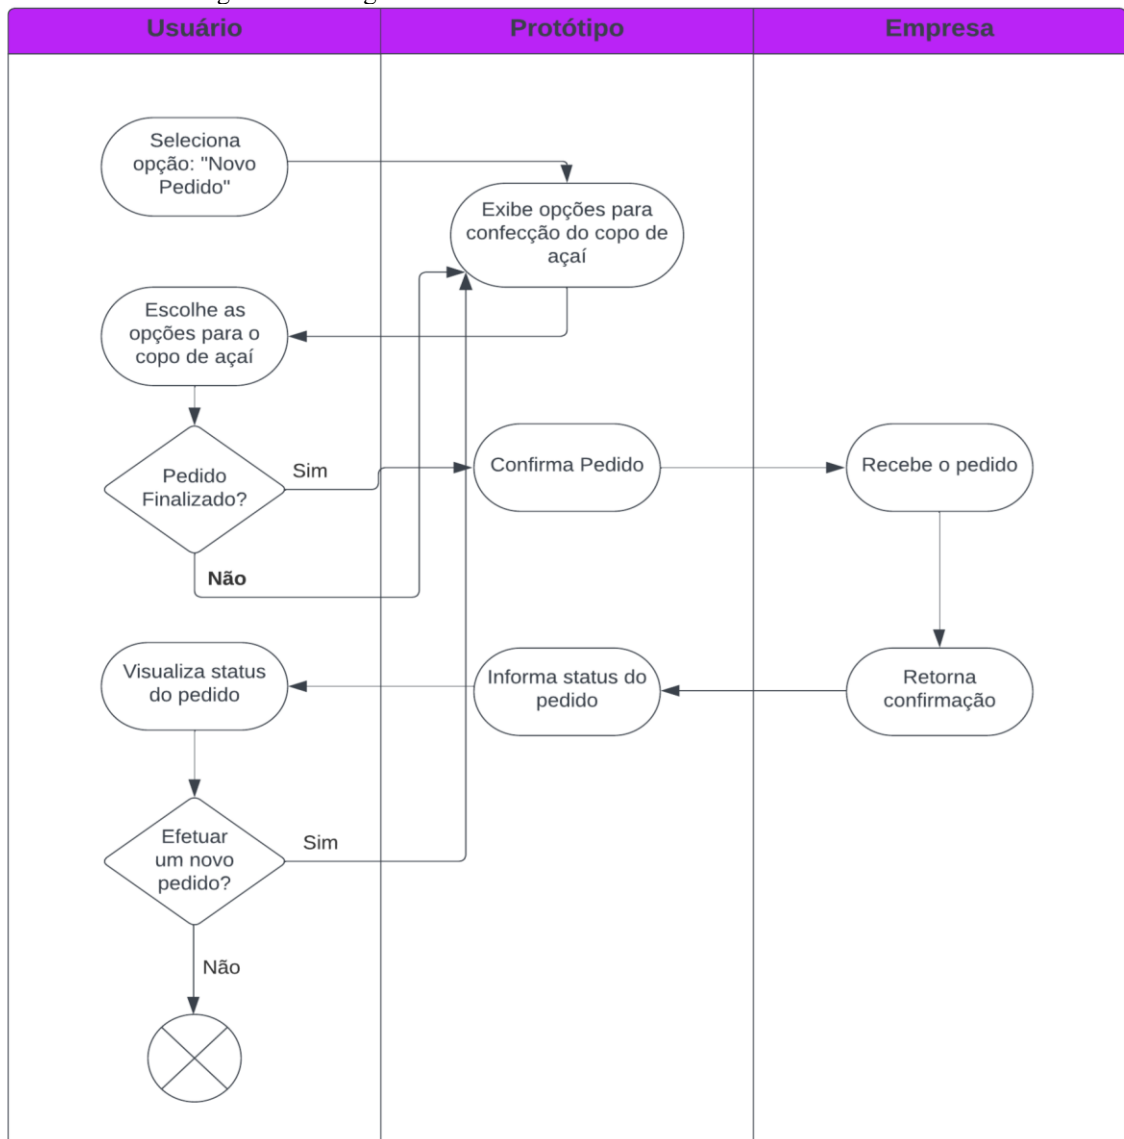 Usuário
Protótipo
Empresa
Seleciona
opção: "Novo
Pedido"
Exibe opções para
confecção do copo de
açaí
Escolhe as
opções para o
copo de açaí
Pedido
Finalizado?
Sim
Não
Confirma Pedido
Recebe o pedido
Retorna
confirmação
Informa status do
pedido
Visualiza status
do pedido
Efetuar
um novo
pedido?
Sim
Não